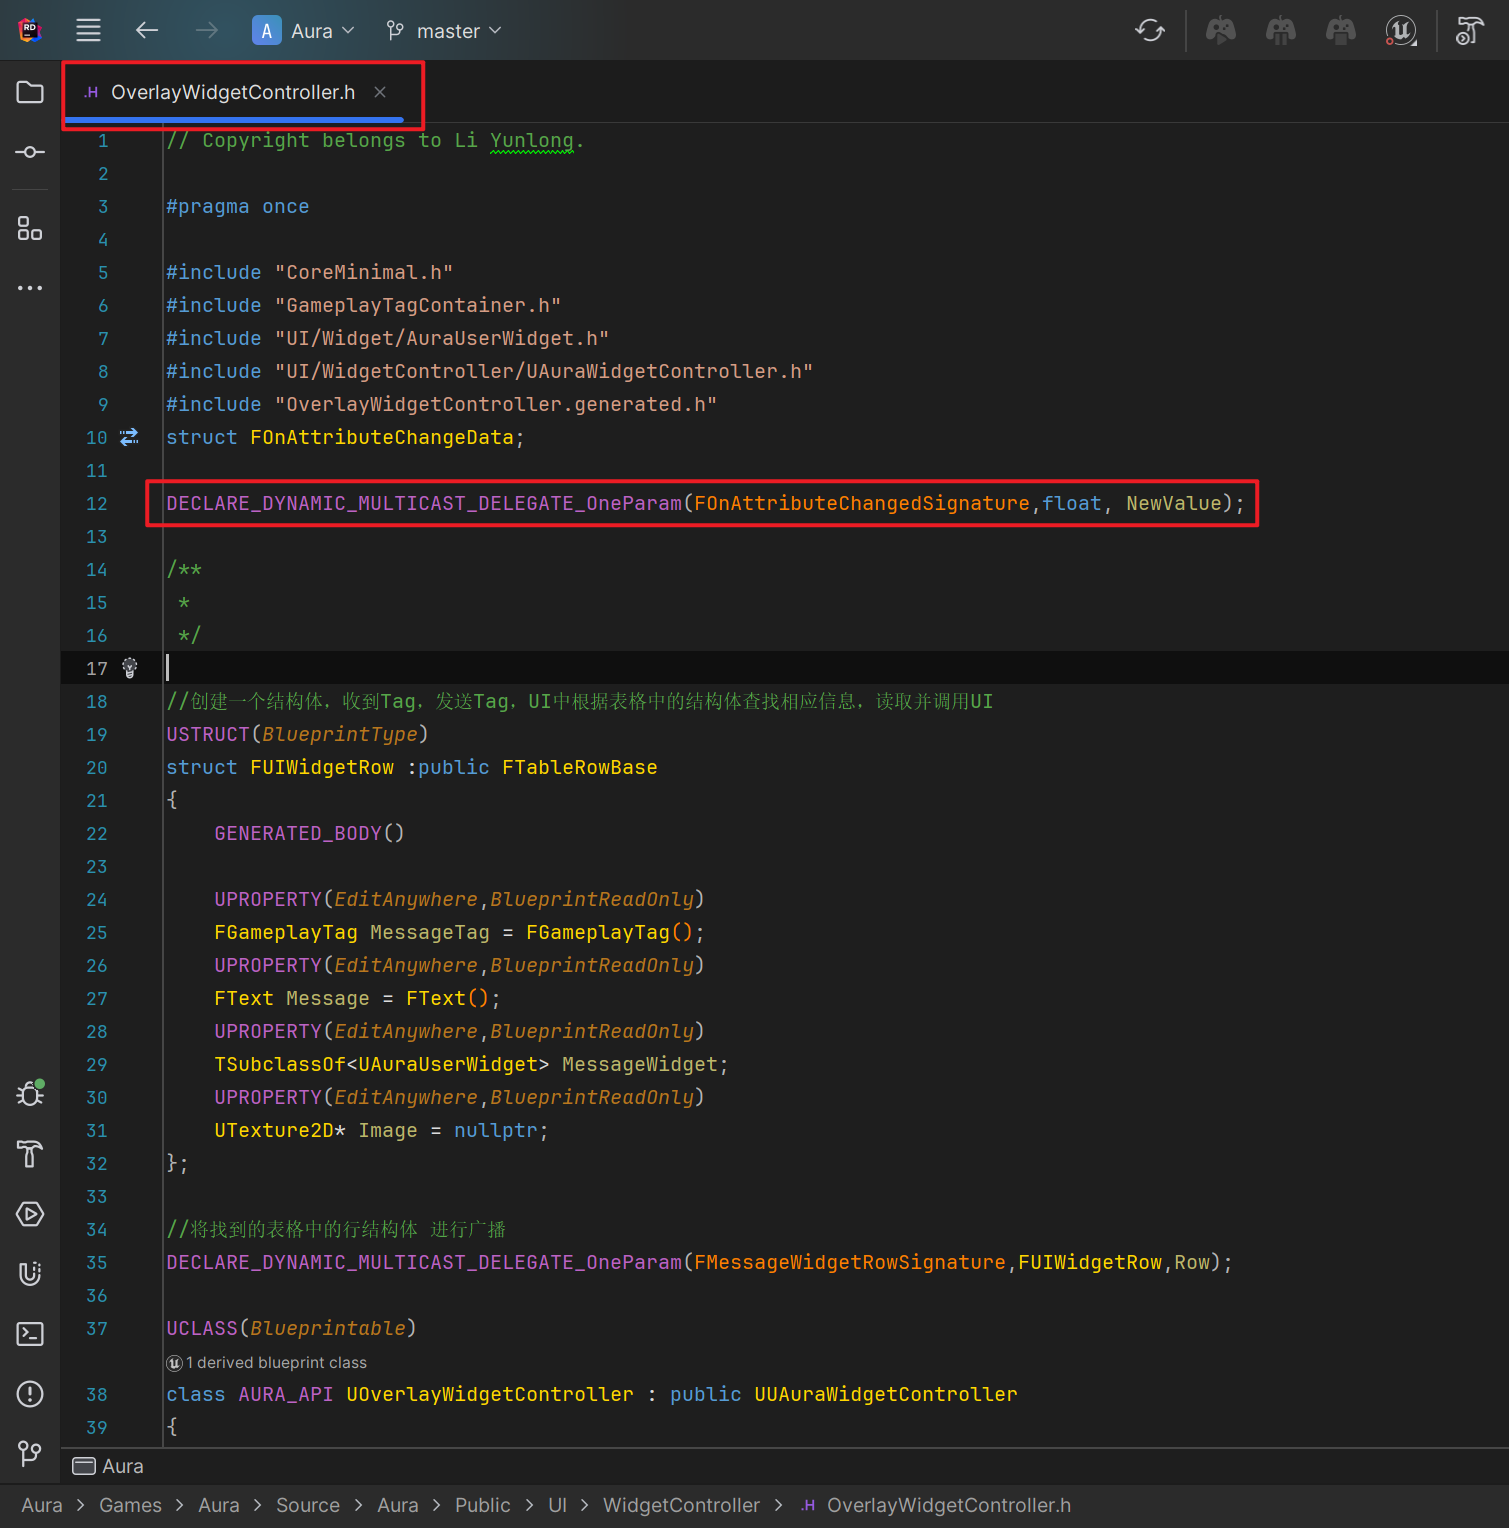 RD A Aura master
.H OverlayWidgetController.h
1 // Copyright belongs to Li Yunlong.
2
3 #pragma once
4
5 #include "CoreMinimal.h"
6 #include "GameplayTagContainer.h"
7 #include "UI/Widget/AuraUserWidget.h"
8 #include "UI/WidgetController/UAuraWidgetController.h"
9 #include "OverlayWidgetController.generated.h"
10 struct FOnAttributeChangeData;
11
12 DECLARE_DYNAMIC_MULTICAST_DELEGATE_OneParam(FOnAttributeChangedSignature,float, NewValue);
13
14 /**
15 *
16 */
17
18 //创建一个结构体，收到Tag，发送Tag，UI中根据表格中的结构体查找相应信息，读取并调用UI
19 USTRUCT(BlueprintType)
20 struct FUIWidgetRow :public FTableRowBase
21 {
22 GENERATED_BODY()
23
24 UPROPERTY(EditAnywhere,BlueprintReadOnly)
25 FGameplayTag MessageTag = FGameplayTag();
26 UPROPERTY(EditAnywhere,BlueprintReadOnly)
27 FText Message = FText();
28 UPROPERTY(EditAnywhere,BlueprintReadOnly)
29 TSubclassOf<UAuraUserWidget> MessageWidget;
30 UPROPERTY(EditAnywhere,BlueprintReadOnly)
31 UTexture2D* Image = nullptr;
32 };
33
34 //将找到的表格中的行结构体 进行广播
35 DECLARE_DYNAMIC_MULTICAST_DELEGATE_OneParam(FMessageWidgetRowSignature,FUIWidgetRow,Row);
36
37 UCLASS(Blueprintable)
1 derived blueprint class
38 class AURA_API UOverlayWidgetController : public UUAuraWidgetController
39 {
Aura
Aura > Games > Aura > Source > Aura > Public > UI > WidgetController > .H OverlayWidgetController.h